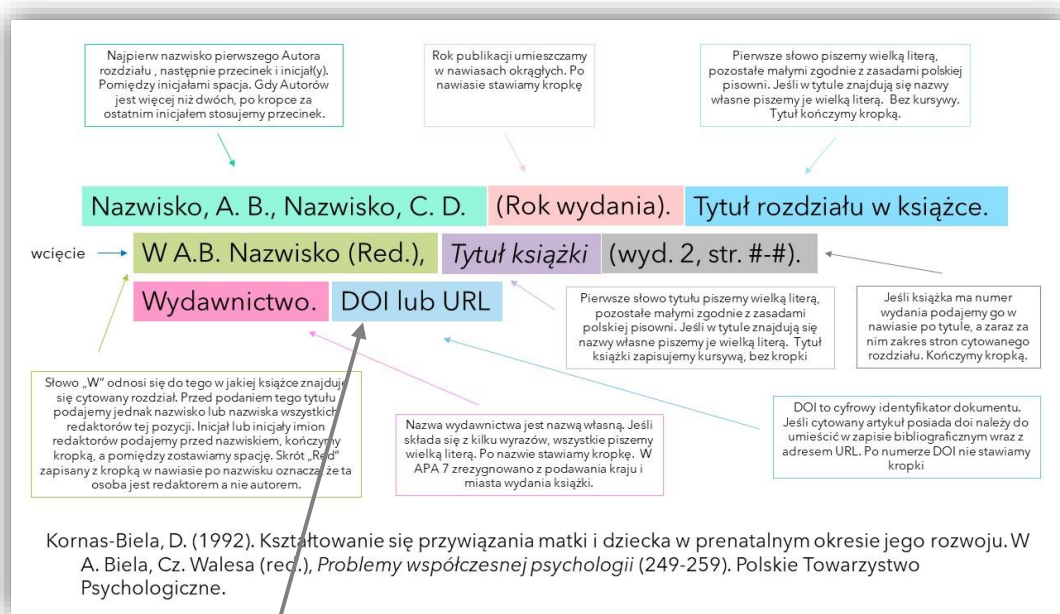 Najpierw nazwisko pierwszego Autora
rozdziału , następnie przecinek i inicjał(y).
Pomiędzy inicjałami spacja. Gdy Autorów
jest więcej niż dwóch, po kropce za
ostatnim inicjałem stosujemy przecinek.
Rok publikacji umieszczamy
w nawiasach okrągłych. Po
nawiasie stawiamy kropkę
Pierwsze słowo piszemy wielką literą,
pozostałe małymi zgodnie z zasadami polskiej
pisowni. Jeśli w tytule znajdują się nazwy
własne piszemy je wielką literą. Bez kursywy.
Tytuł kończymy kropką.
Nazwisko, A. B., Nazwisko, C. D. (Rok wydania). Tytuł rozdziału w książce.
wcięcie W A.B. Nazwisko (Red.), Tytuł książki (wyd. 2, str. #-#).
Wydawnictwo. DOI lub URL
Pierwsze słowo tytułu piszemy wielką literą,
pozostałe małymi zgodnie z zasadami
polskiej pisowni. Jeśli w tytule znajdują się
nazwy własne piszemy je wielką literą. Tytuł
książki zapisujemy kursywą, bez kropki
Jeśli książka ma numer
wydania podajemy go w
nawiasie po tytule, a zaraz za
nim zakres stron cytowanego
rozdziału. Kończymy kropką.
Słowo „W” odnosi się do tego w jakiej książce znajduje
się cytowany rozdział. Przed podaniem tego tytułu
podajemy jednak nazwisko lub nazwiska wszystkich
redaktorów tej pozycji. Inicjał lub inicjały imion
redaktorów podajemy przed nazwiskiem, kończymy
kropką, a pomiędzy zostawiamy spację. Skrót „Red”
zapisany z kropką w nawiasie po nazwisku oznacza, że ta
osoba jest redaktorem a nie autorem.
Nazwa wydawnictwa jest nazwą własną. Jeśli
składa się z kilku wyrazów, wszystkie piszemy
wielką literą. Po nazwie stawiamy kropkę. W
APA 7 zrezygnowano z podawania kraju i
miasta wydania książki.
DOI to cyfrowy identyfikator dokumentu.
Jeśli cytowany artykuł posiada doi należy do
umieścić w zapisie bibliograficznym wraz z
adresem URL. Po numerze DOI nie stawiamy
kropki
Kornas-Biela, D. (1992). Kształtowanie się przywiązania matki i dziecka w prenatalnym okresie jego rozwoju. W
A. Biela, Cz. Walesa (red.), Problemy współczesnej psychologii (249-259). Polskie Towarzystwo
Psychologiczne.